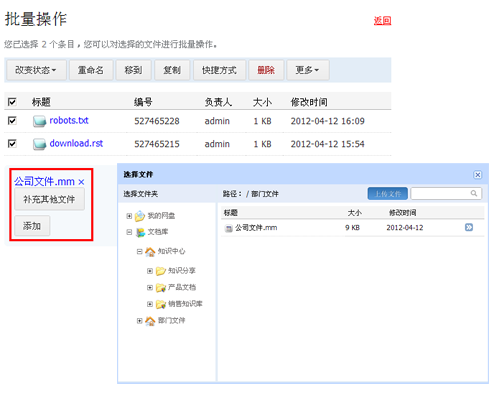 批量操作
返回
您已选择 2 个条目，您可以对选择的文件进行批量操作。
改变状态 重命名 移到 复制 快捷方式 删除 更多
标题 编号 负责人 大小 修改时间
robots.txt 527465228 admin 1 KB 2012-04-12 16:09
download.rst 527465215 admin 1 KB 2012-04-12 15:54
公司文件.mm ×
补充其他文件
添加
选择文件
选择文件夹
路径： / 部门文件
上传文件
我的网盘
文档库
知识中心
知识分享
产品文档
销售知识库
部门文件
标题 大小 修改时间
公司文件.mm 9 KB 2012-04-12